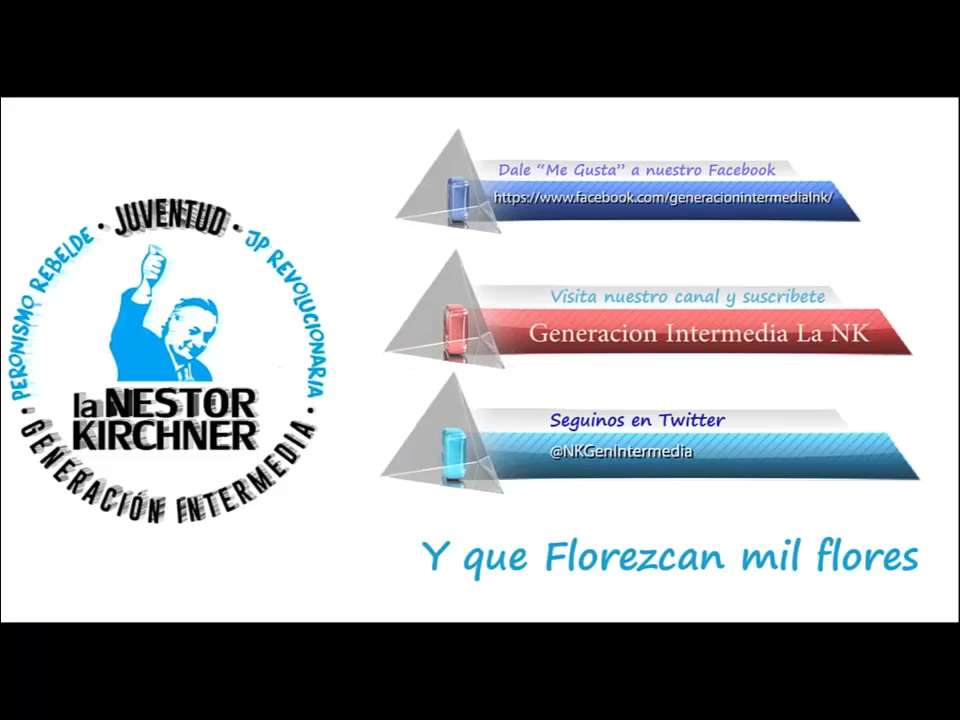 · JUVENTUD ·
PERONISMO REBELDE
JP REVOLUCIONARIA
la NESTOR
KIRCHNER
· GENERACIÓN INTERMEDIA ·
Dale “Me Gusta” a nuestro Facebook
https://www.facebook.com/generacionintermedialnk/
Visita nuestro canal y suscribete
Generacion Intermedia La NK
Seguinos en Twitter
@NKGenIntermedia
Y que Florezcan mil flores